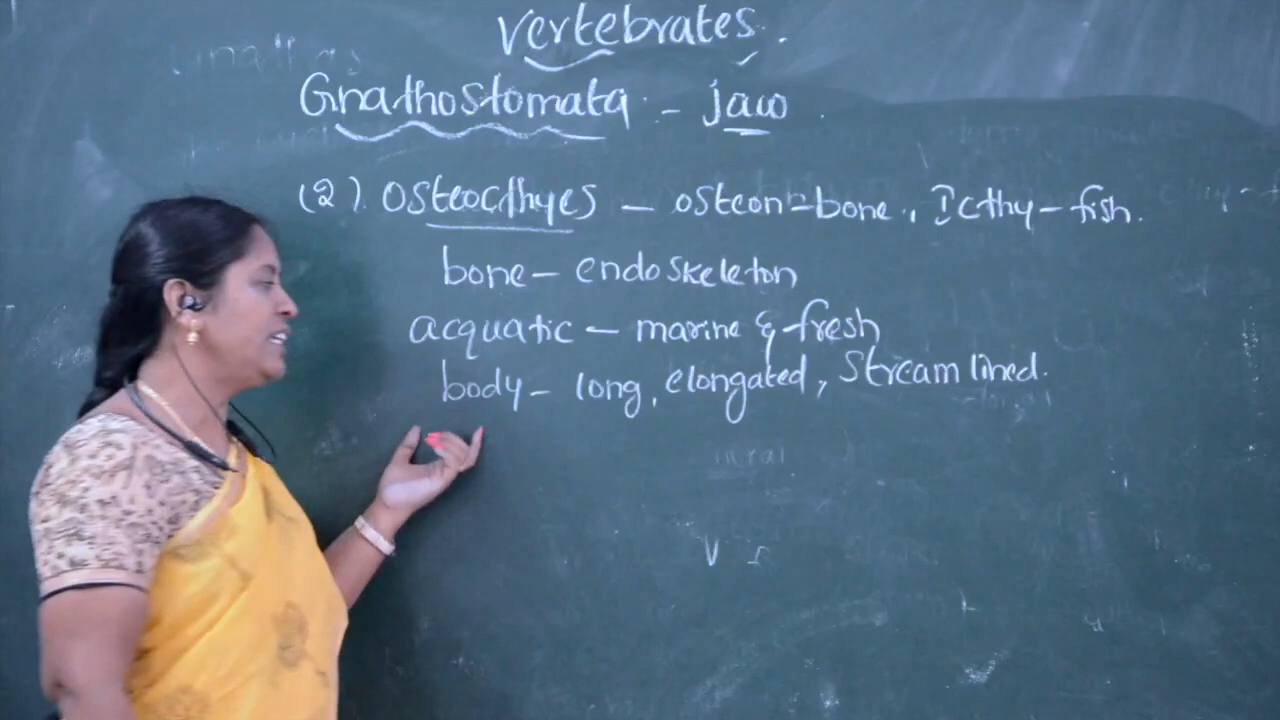 vertebrates.
Gnathostomata. - jaw.
(2). Osteocthyes - osteon - bone., Icthy - fish.
bone - endoskeleton
acquatic - marine & fresh
body - long, elongated, Streamlined.